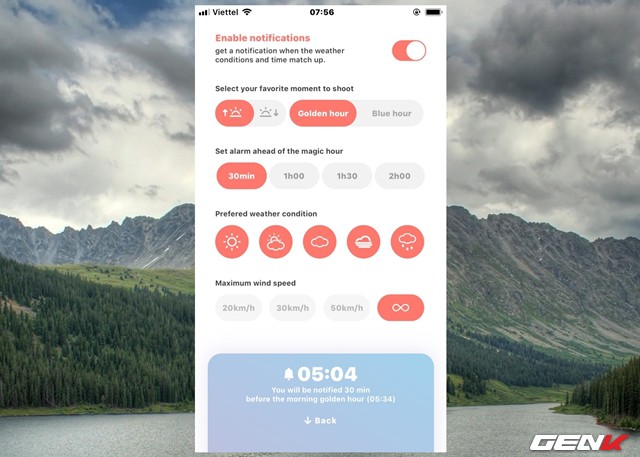 Viettel 07:56
Enable notifications
get a notification when the weather
conditions and time match up.
Select your favorite moment to shoot
Golden hour Blue hour
Set alarm ahead of the magic hour
30min 1h00 1h30 2h00
Prefered weather condition
Maximum wind speed
20km/h 30km/h 50km/h
05:04
You will be notified 30 min
before the morning golden hour (05:34)
Back
GENK